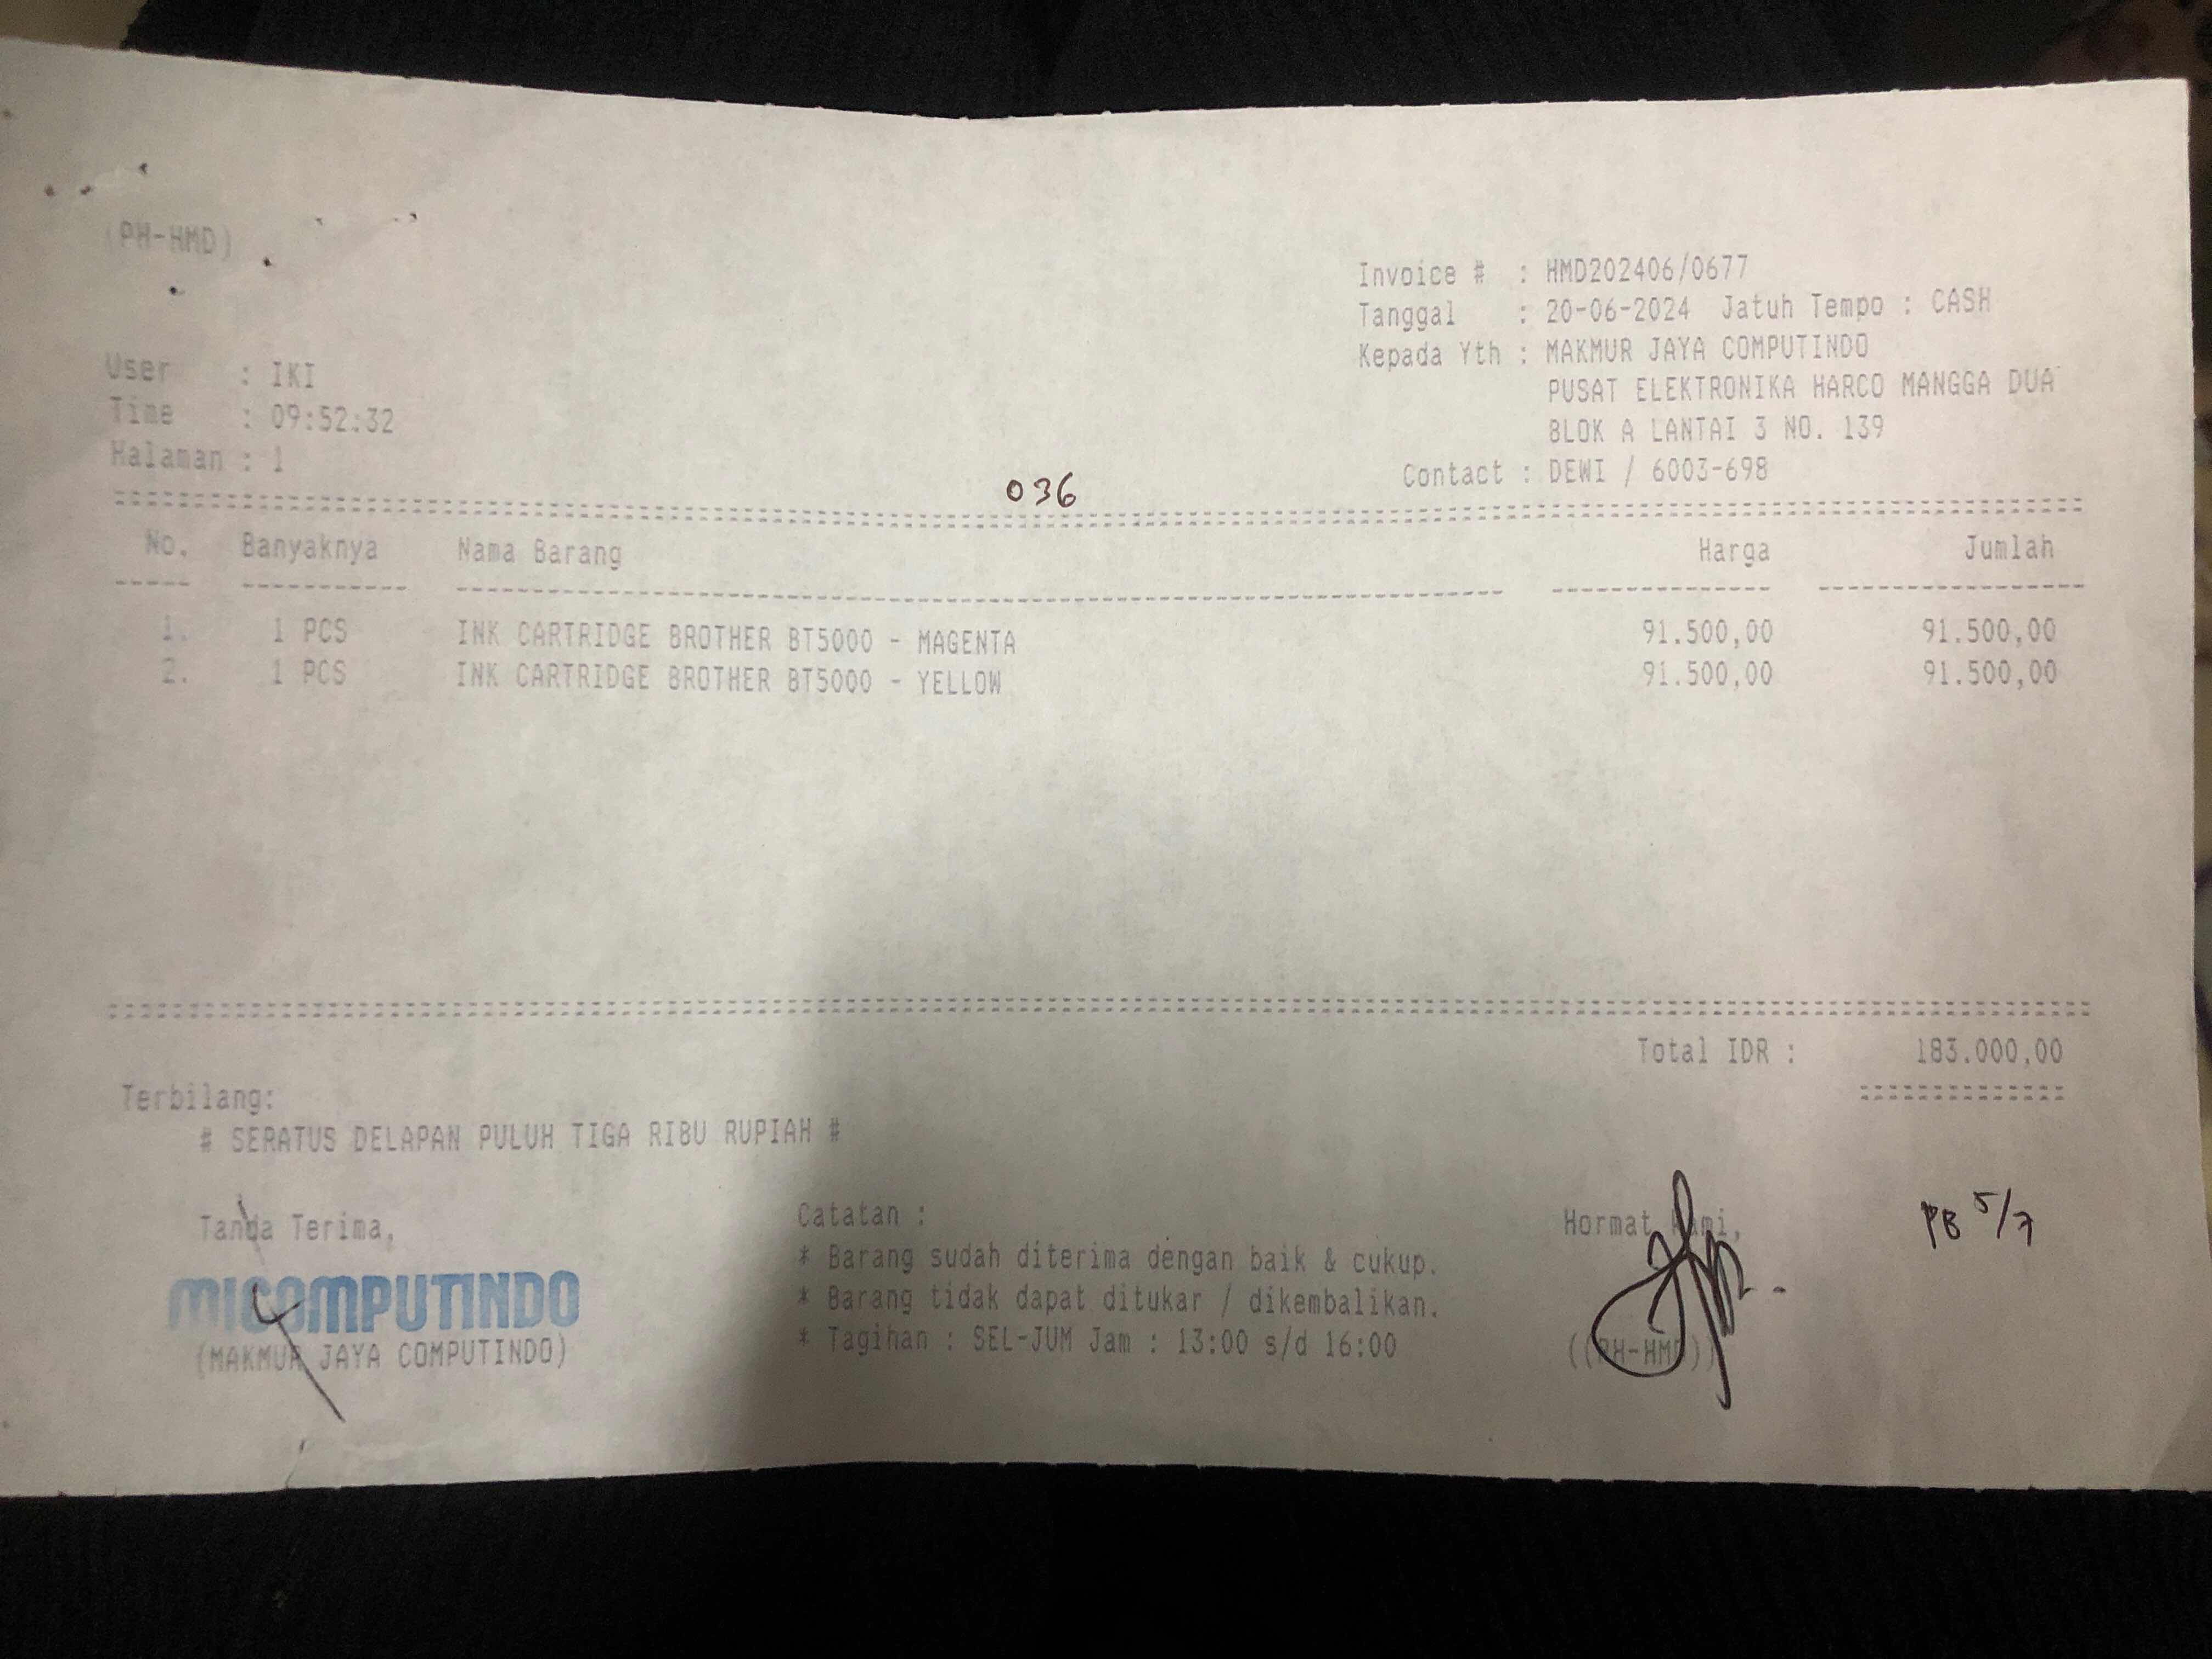 (PH-HMD)
Invoice # : HMD202406/0677
Tanggal : 20-06-2024 Jatuh Tempo : CASH
Kepada Yth : MAKMUR JAYA COMPUTINDO
PUSAT ELEKTRONIKA HARCO MANGGA DUA
BLOK A LANTAI 3 NO. 139
Contact : DEWI / 6003-698
User : IKI
Time : 09:52:32
Halaman : 1
036
No. Banyaknya Nama Barang Harga Jumlah
1. 1 PCS INK CARTRIDGE BROTHER BT5000 - MAGENTA 91.500,00 91.500,00
2. 1 PCS INK CARTRIDGE BROTHER BT5000 - YELLOW 91.500,00 91.500,00
Total IDR : 183.000,00
Terbilang:
# SERATUS DELAPAN PULUH TIGA RIBU RUPIAH #
Tanda Terima,
MICOMPUTINDO
(MAKMUR JAYA COMPUTINDO)
Catatan :
* Barang sudah diterima dengan baik & cukup.
* Barang tidak dapat ditukar / dikembalikan.
* Tagihan : SEL-JUM Jam : 13:00 s/d 16:00
Hormat Kami,
((PH-HMD))
PB 5/7